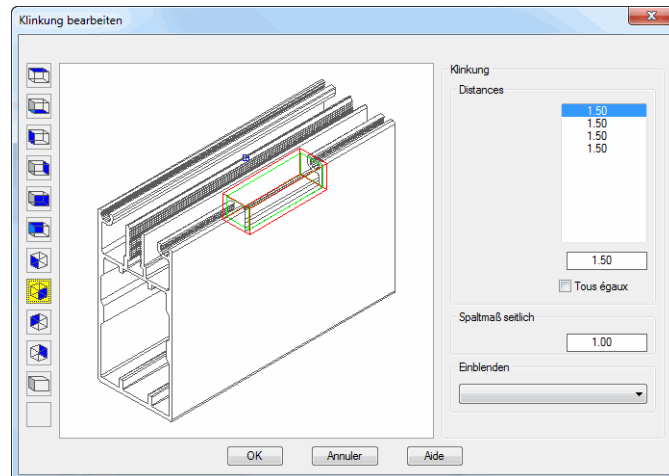 Klinkung bearbeiten
Klinkung
Distances
1.50
1.50
1.50
1.50
1.50
Tous égaux
Spaltmaß seitlich
1.00
Einblenden
OK
Annuler
Aide